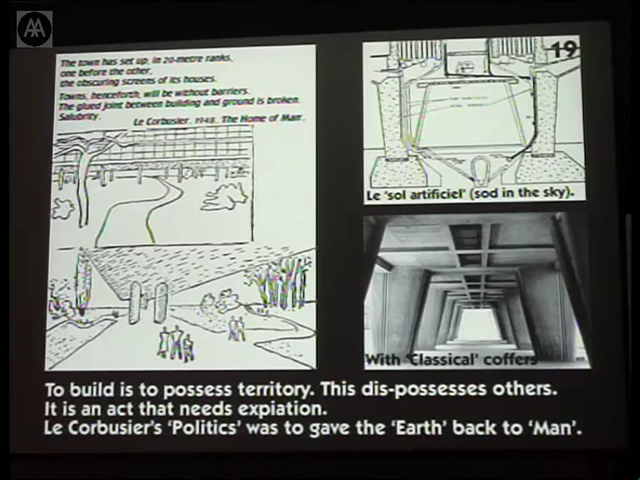 AA
The town has set up, in 20-metre ranks,
one before the other,
the obscuring screens of its houses.
Towns, henceforth, will be without barriers.
The glued joint between building and ground is broken.
Salubrity.
Le Corbusier. 1948. The Home of Man.
19
Le 'sol artificiel' (sod in the sky).
With 'Classical' coffers
To build is to possess territory. This dis-possesses others.
It is an act that needs expiation.
Le Corbusier's 'Politics' was to gave the 'Earth' back to 'Man'.